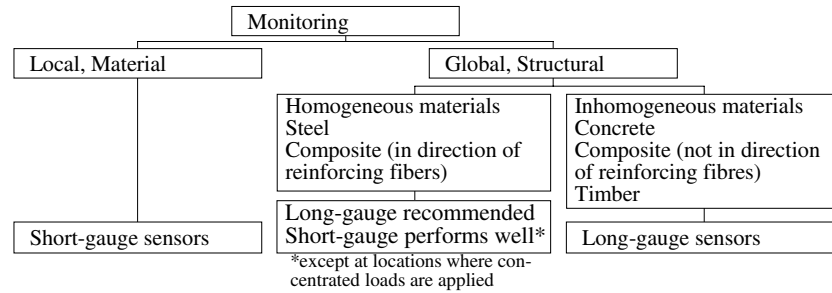 Monitoring
Local, Material
Global, Structural
Homogeneous materials
Steel
Composite (in direction of
reinforcing fibers)
Inhomogeneous materials
Concrete
Composite (not in direction
of reinforcing fibres)
Timber
Short-gauge sensors
Long-gauge recommended
Short-gauge performs well*
Long-gauge sensors
*except at locations where con-
centrated loads are applied